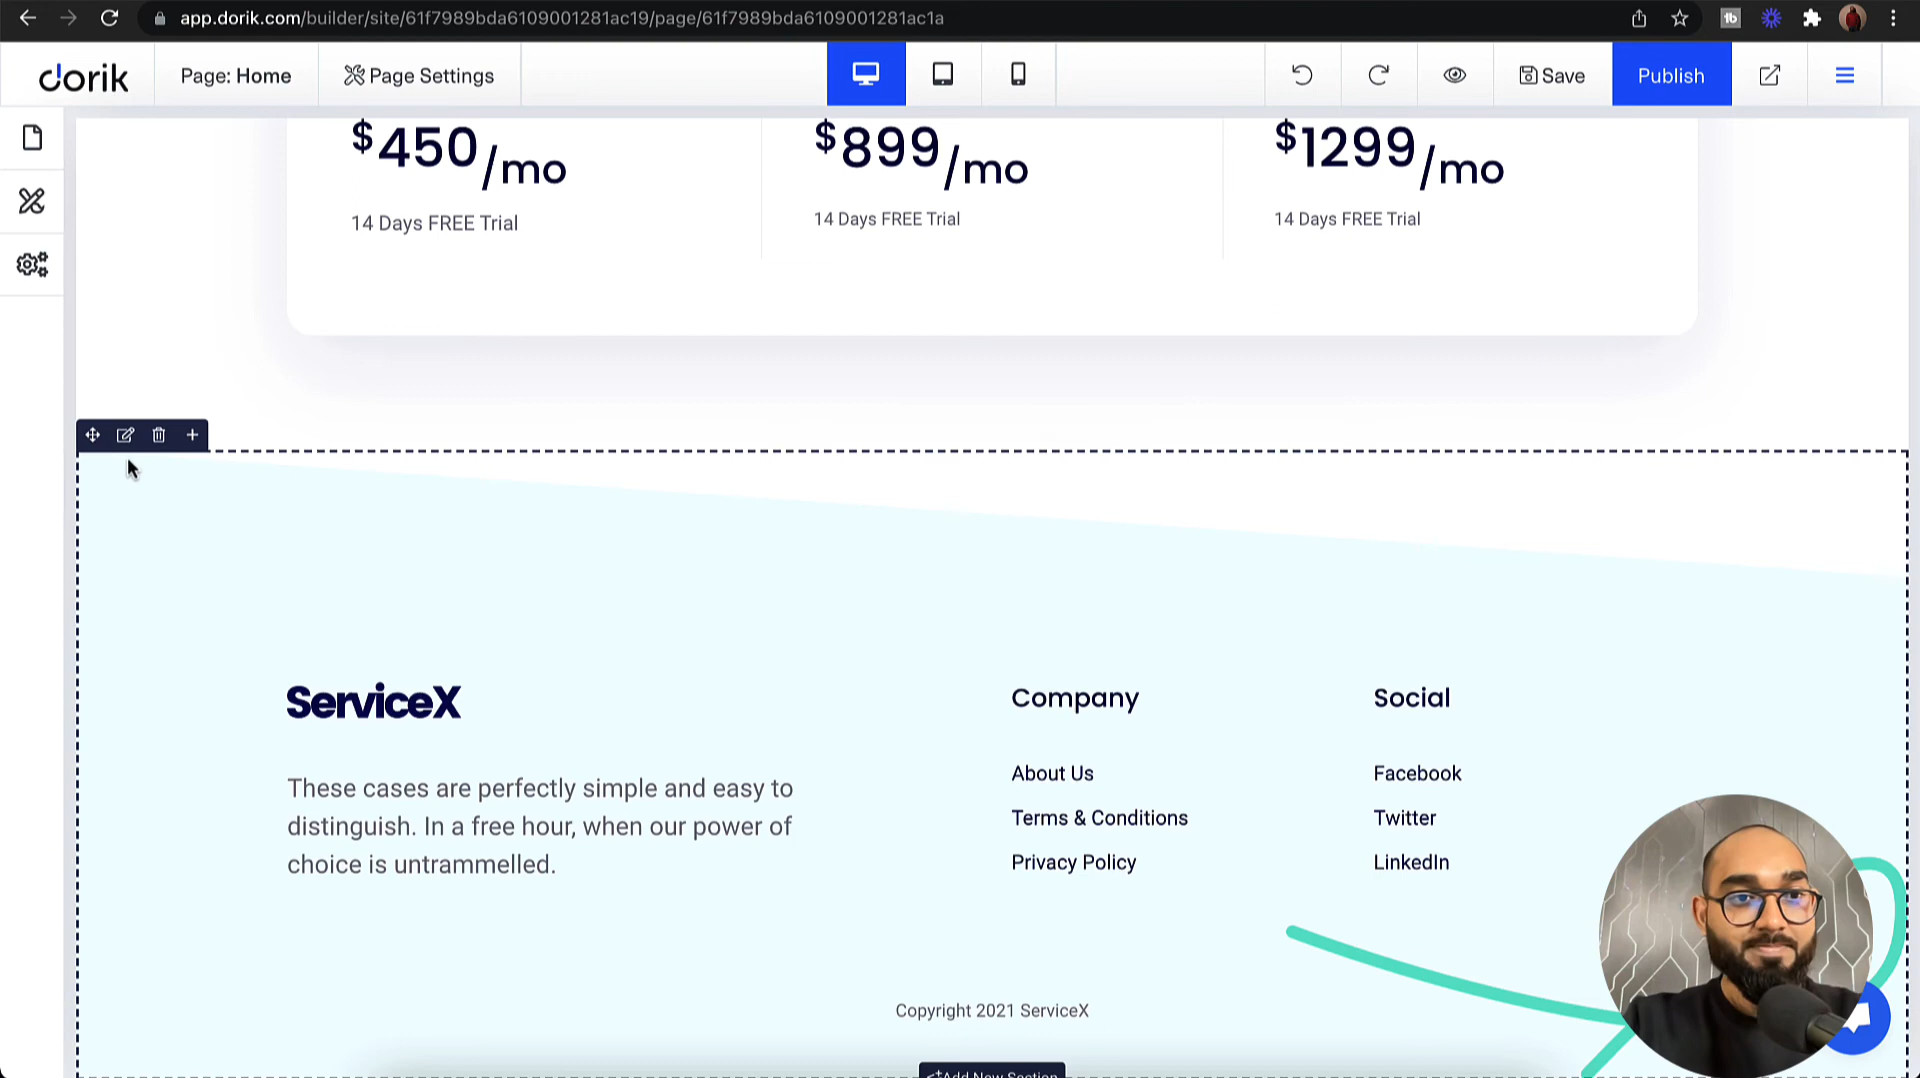 app.dorik.com/builder/site/61f7989bda6109001281ac19/page/61f7989bda6109001281ac1a
dorik
Page: Home
Page Settings
Save
Publish
$450/mo
$899/mo
$1299/mo
14 Days FREE Trial
14 Days FREE Trial
14 Days FREE Trial
ServiceX
These cases are perfectly simple and easy to
distinguish. In a free hour, when our power of
choice is untrammelled.
Company
About Us
Terms & Conditions
Privacy Policy
Social
Facebook
Twitter
LinkedIn
Copyright 2021 ServiceX
+Add New Section